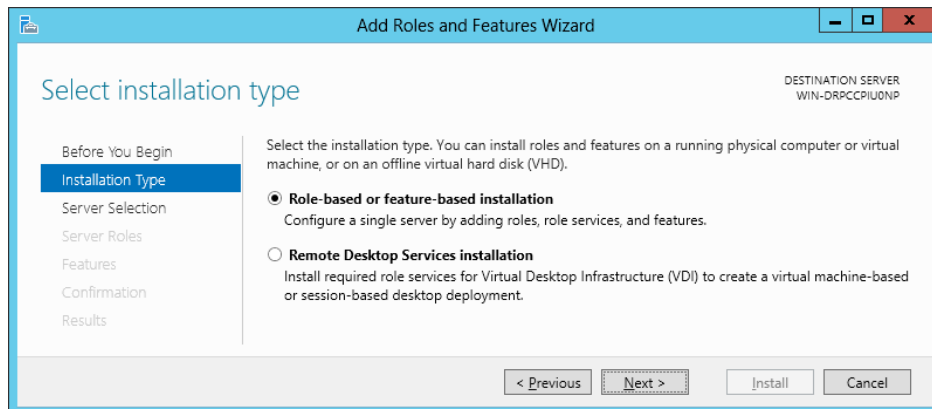 Add Roles and Features Wizard
Select installation type
DESTINATION SERVER
WIN-DRPCCPIU0NP
Before You Begin
Installation Type
Server Selection
Server Roles
Features
Confirmation
Results
Select the installation type. You can install roles and features on a running physical computer or virtual
machine, or on an offline virtual hard disk (VHD).
Role-based or feature-based installation
Configure a single server by adding roles, role services, and features.
Remote Desktop Services installation
Install required role services for Virtual Desktop Infrastructure (VDI) to create a virtual machine-based
or session-based desktop deployment.
< Previous
Next >
Install
Cancel